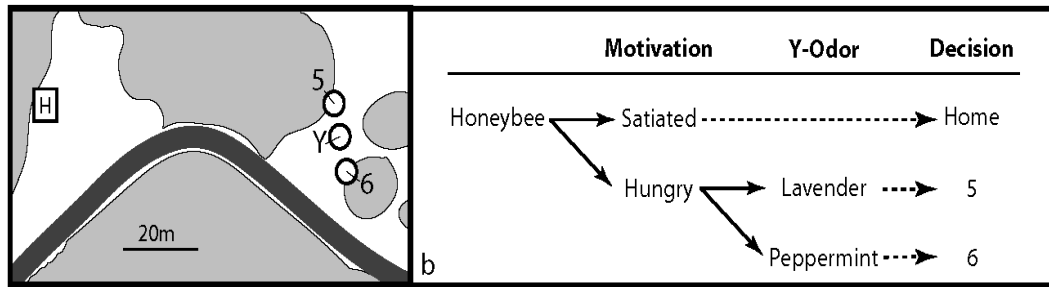 H
5
Y
6
20m
b
Motivation Y-Odor Decision
Honeybee Satiated Home
Hungry Lavender 5
Peppermint 6